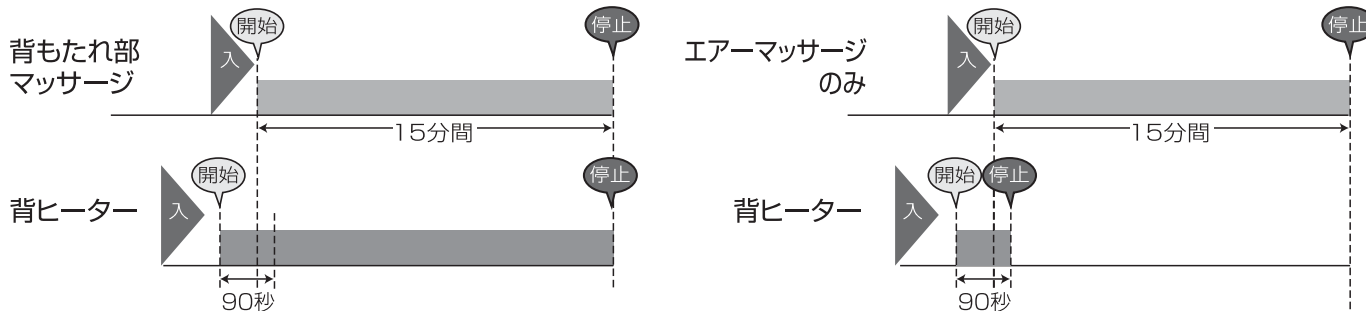 開始
停止
入
背もたれ部
マッサージ
15分間
開始
停止
入
背ヒーター
90秒
開始
停止
入
エアーマッサージ
のみ
15分間
開始
停止
入
背ヒーター
90秒